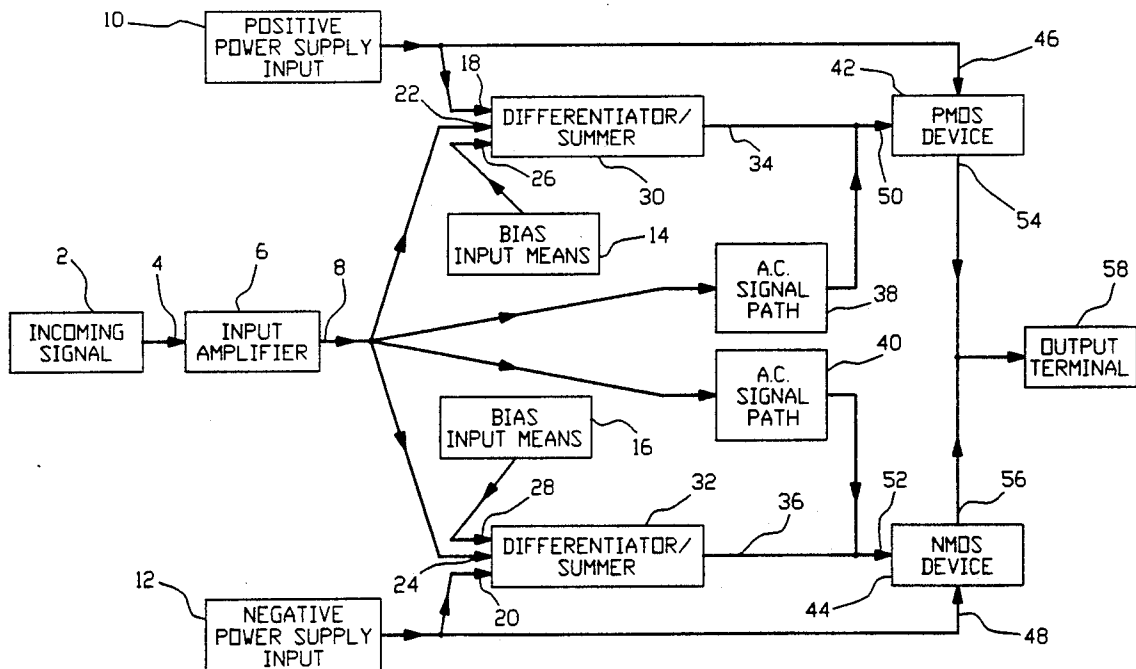 10
POSITIVE
POWER SUPPLY
INPUT
18
22
DIFFERENTIATOR/
SUMMER
26
30
34
42
46
PMOS
DEVICE
50
54
BIAS
INPUT MEANS
14
2
4
6
8
INCOMING
SIGNAL
INPUT
AMPLIFIER
A.C.
SIGNAL
PATH
38
40
A.C.
SIGNAL
PATH
58
OUTPUT
TERMINAL
BIAS
INPUT MEANS
16
28
32
36
52
56
DIFFERENTIATOR/
SUMMER
24
20
NMOS
DEVICE
44
48
12
NEGATIVE
POWER SUPPLY
INPUT